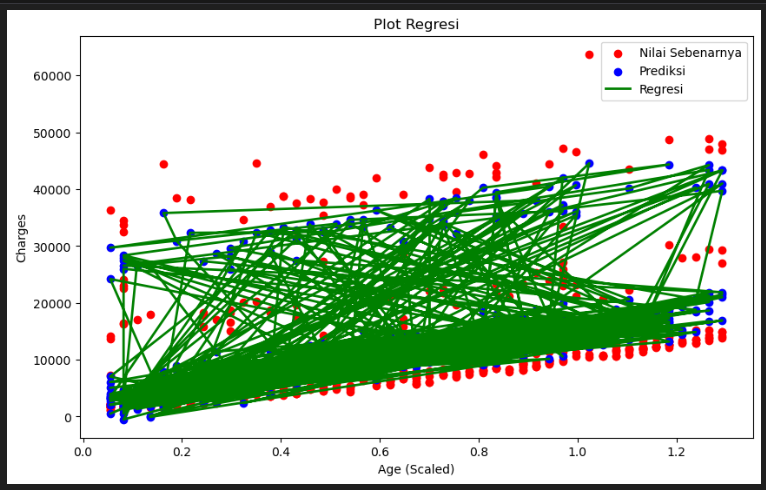 Plot Regresi
Nilai Sebenarnya
Prediksi
Regresi
60000
50000
40000
30000
20000
10000
0
Charges
0.0 0.2 0.4 0.6 0.8 1.0 1.2
Age (Scaled)